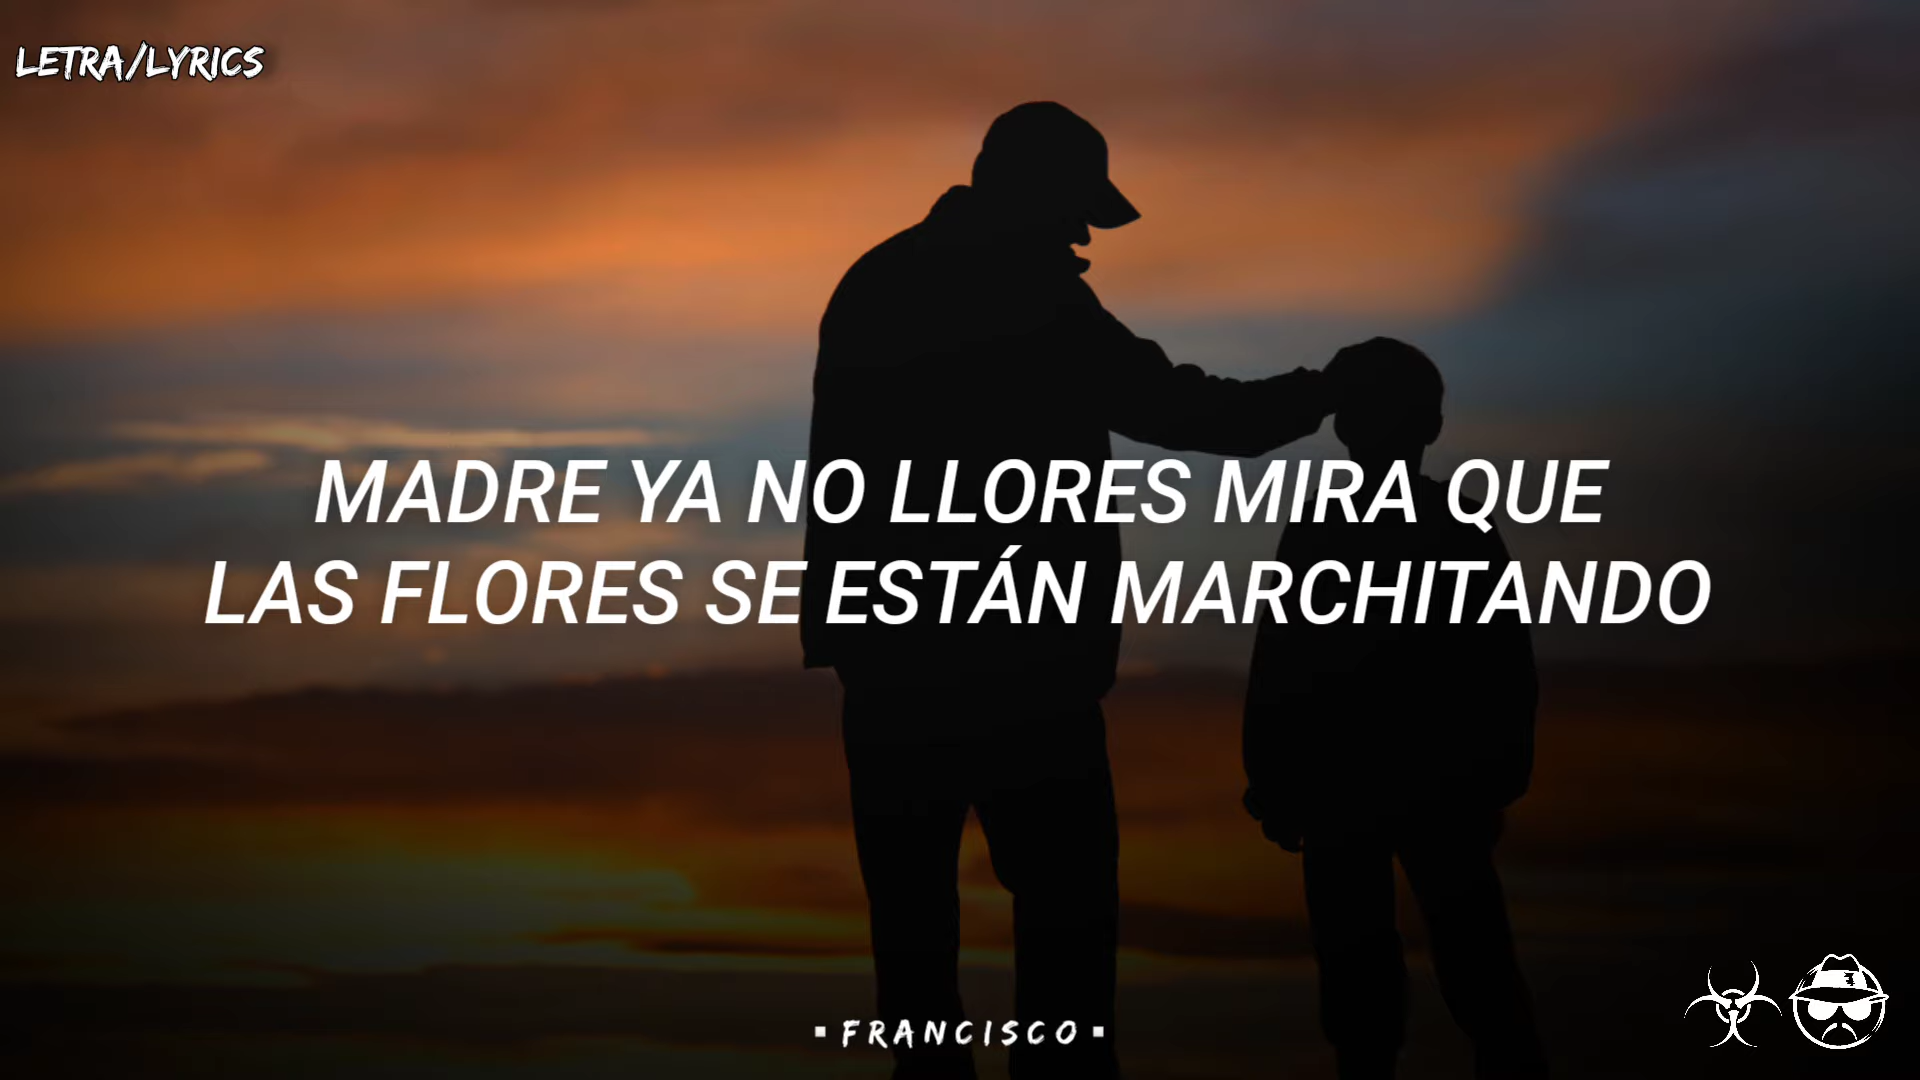 LETRA/LYRICS
MADRE YA NO LLORES MIRA QUE
LAS FLORES SE ESTÁN MARCHITANDO
▪ FRANCISCO ▪